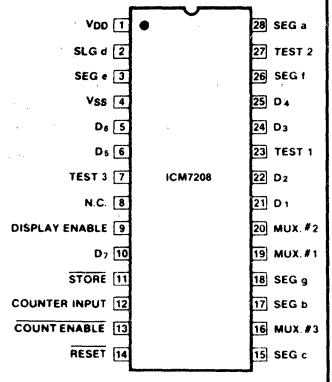 VDD 1 28 SEG a
SLG d 2 27 TEST 2
SEG e 3 26 SEG f
VSS 4 25 D4
D6 5 24 D3
D5 6 23 TEST 1
TEST 3 7 ICM7208 22 D2
N.C. 8 21 D1
DISPLAY ENABLE 9 20 MUX.#2
D7 10 19 MUX.#1
STORE 11 18 SEG g
COUNTER INPUT 12 17 SEG b
COUNT ENABLE 13 16 MUX.#3
RESET 14 15 SEG c